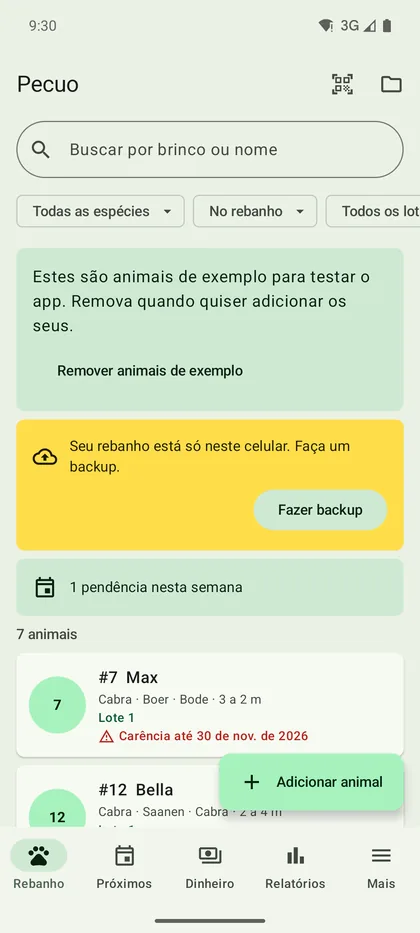 9:30
3G
Pecuo
Buscar por brinco ou nome
Todas as espécies
No rebanho
Todos os lot
Estes são animais de exemplo para testar o
app. Remova quando quiser adicionar os
seus.
Remover animais de exemplo
Seu rebanho está só neste celular. Faça um
backup.
Fazer backup
1 pendência nesta semana
7 animais
7
#7 Max
Cabra · Boer · Bode · 3 a 2 m
Lote 1
Carência até 30 de nov. de 2026
12
#12 Bella
Cabra · Saanen · Cabra · 2 a 4 m
Adicionar animal
Rebanho
Próximos
Dinheiro
Relatórios
Mais